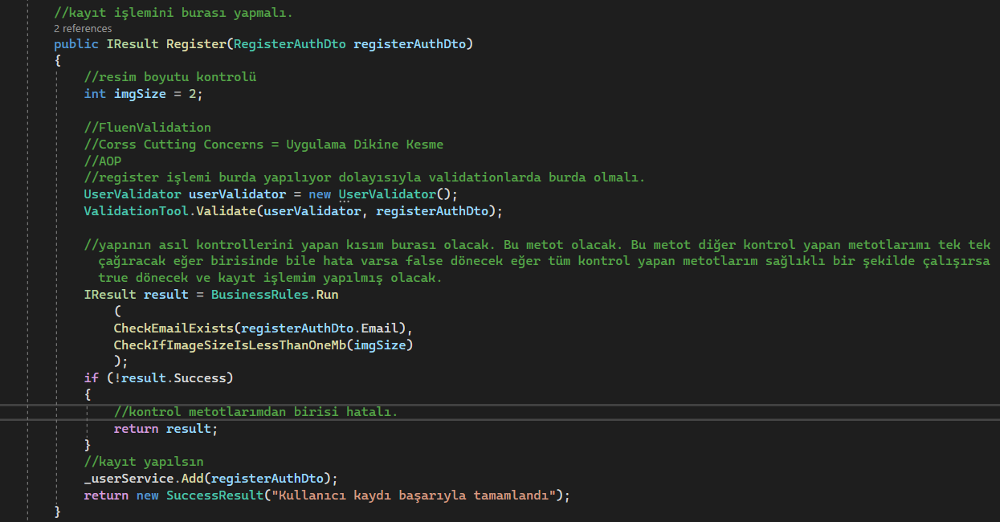 //kayıt işlemini burası yapmalı.
2 references
public IResult Register(RegisterAuthDto registerAuthDto)
{
//resim boyutu kontrolü
int imgSize = 2;
//FluenValidation
//Corss Cutting Concerns = Uygulama Dikine Kesme
//AOP
//register işlemi burda yapılıyor dolayısıyla validationlarda burda olmalı.
UserValidator userValidator = new UserValidator();
ValidationTool.Validate(userValidator, registerAuthDto);
//yapının asıl kontrollerini yapan kısım burası olacak. Bu metot olacak. Bu metot diğer kontrol yapan metotlarımı tek tek
çağıracak eğer birisinde bile hata varsa false dönecek eğer tüm kontrol yapan metotlarım sağlıklı bir şekilde çalışırsa
true dönecek ve kayıt işlemim yapılmış olacak.
IResult result = BusinessRules.Run
(
CheckEmailExists(registerAuthDto.Email),
CheckIfImageSizeIsLessThanOneMb(imgSize)
);
if (!result.Success)
{
//kontrol metotlarımdan birisi hatalı.
return result;
}
//kayıt yapılsın
_userService.Add(registerAuthDto);
return new SuccessResult("Kullanıcı kaydı başarıyla tamamlandı");
}